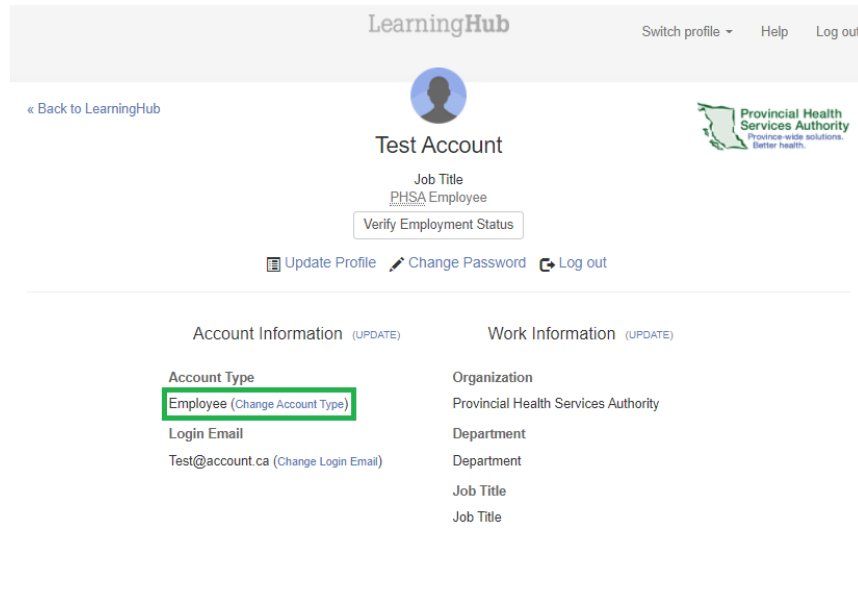 LearningHub
Switch profile Help Log out
« Back to LearningHub
Provincial Health
Services Authority
Province-wide solutions.
Better health.
Test Account
Job Title
PHSA Employee
Verify Employment Status
Update Profile Change Password Log out
Account Information (UPDATE)
Work Information (UPDATE)
Account Type
Employee (Change Account Type)
Login Email
Test@account.ca (Change Login Email)
Organization
Provincial Health Services Authority
Department
Department
Job Title
Job Title